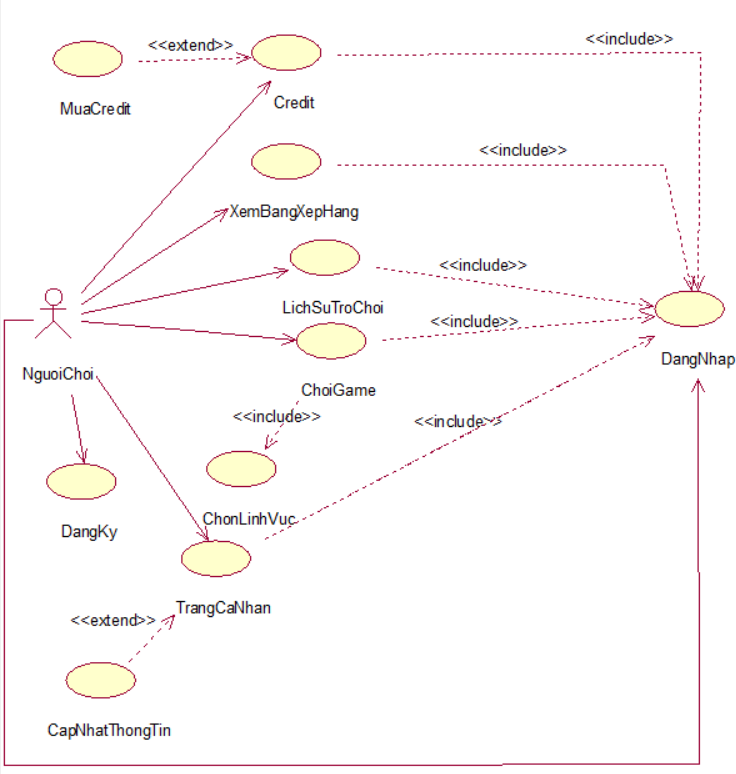 <<extend>>
<<include>>
MuaCredit
Credit
<<include>>
XemBangXepHang
<<include>>
LichSuTroChoi
<<include>>
DangNhap
NguoiChoi
ChoiGame
<<include>>
<<include>>
ChonLinhVuc
DangKy
TrangCaNhan
<<extend>>
CapNhatThongTin